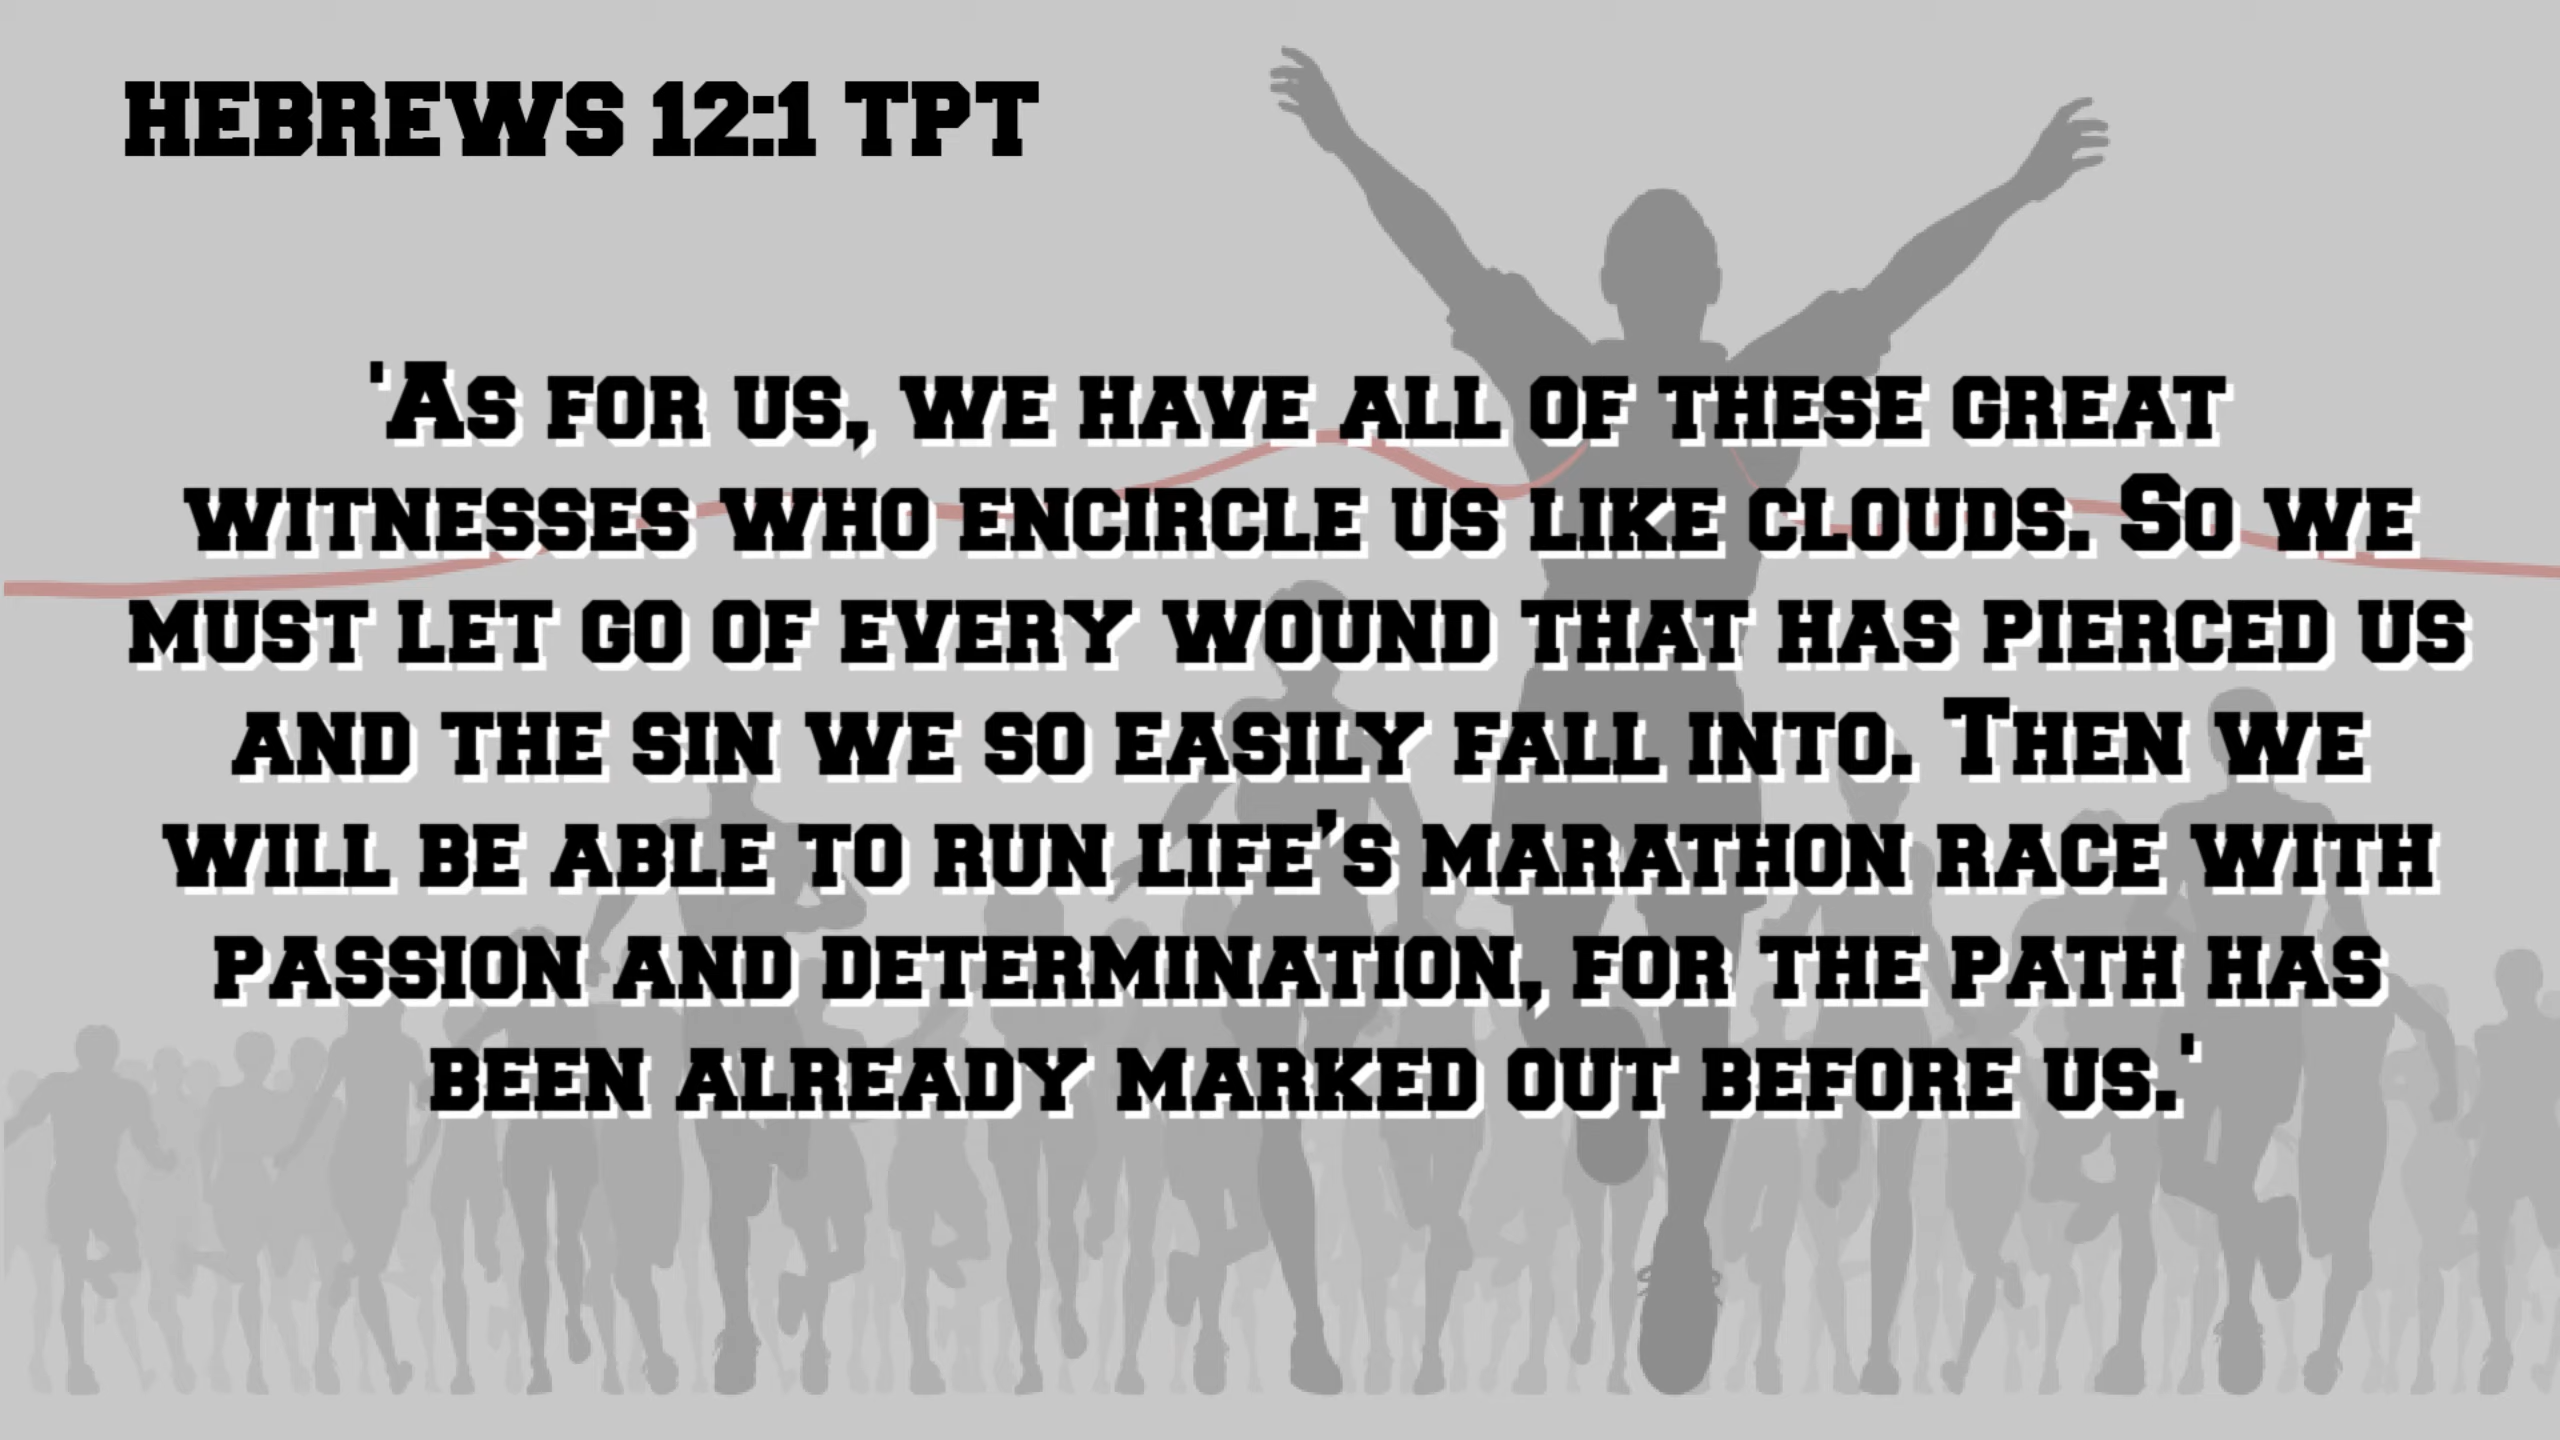 HEBREWS 12:1 TPT
'As for us, we have all of these great
witnesses who encircle us like clouds. So we
must let go of every wound that has pierced us
and the sin we so easily fall into. Then we
will be able to run life’s marathon race with
passion and determination, for the path has
been already marked out before us.'